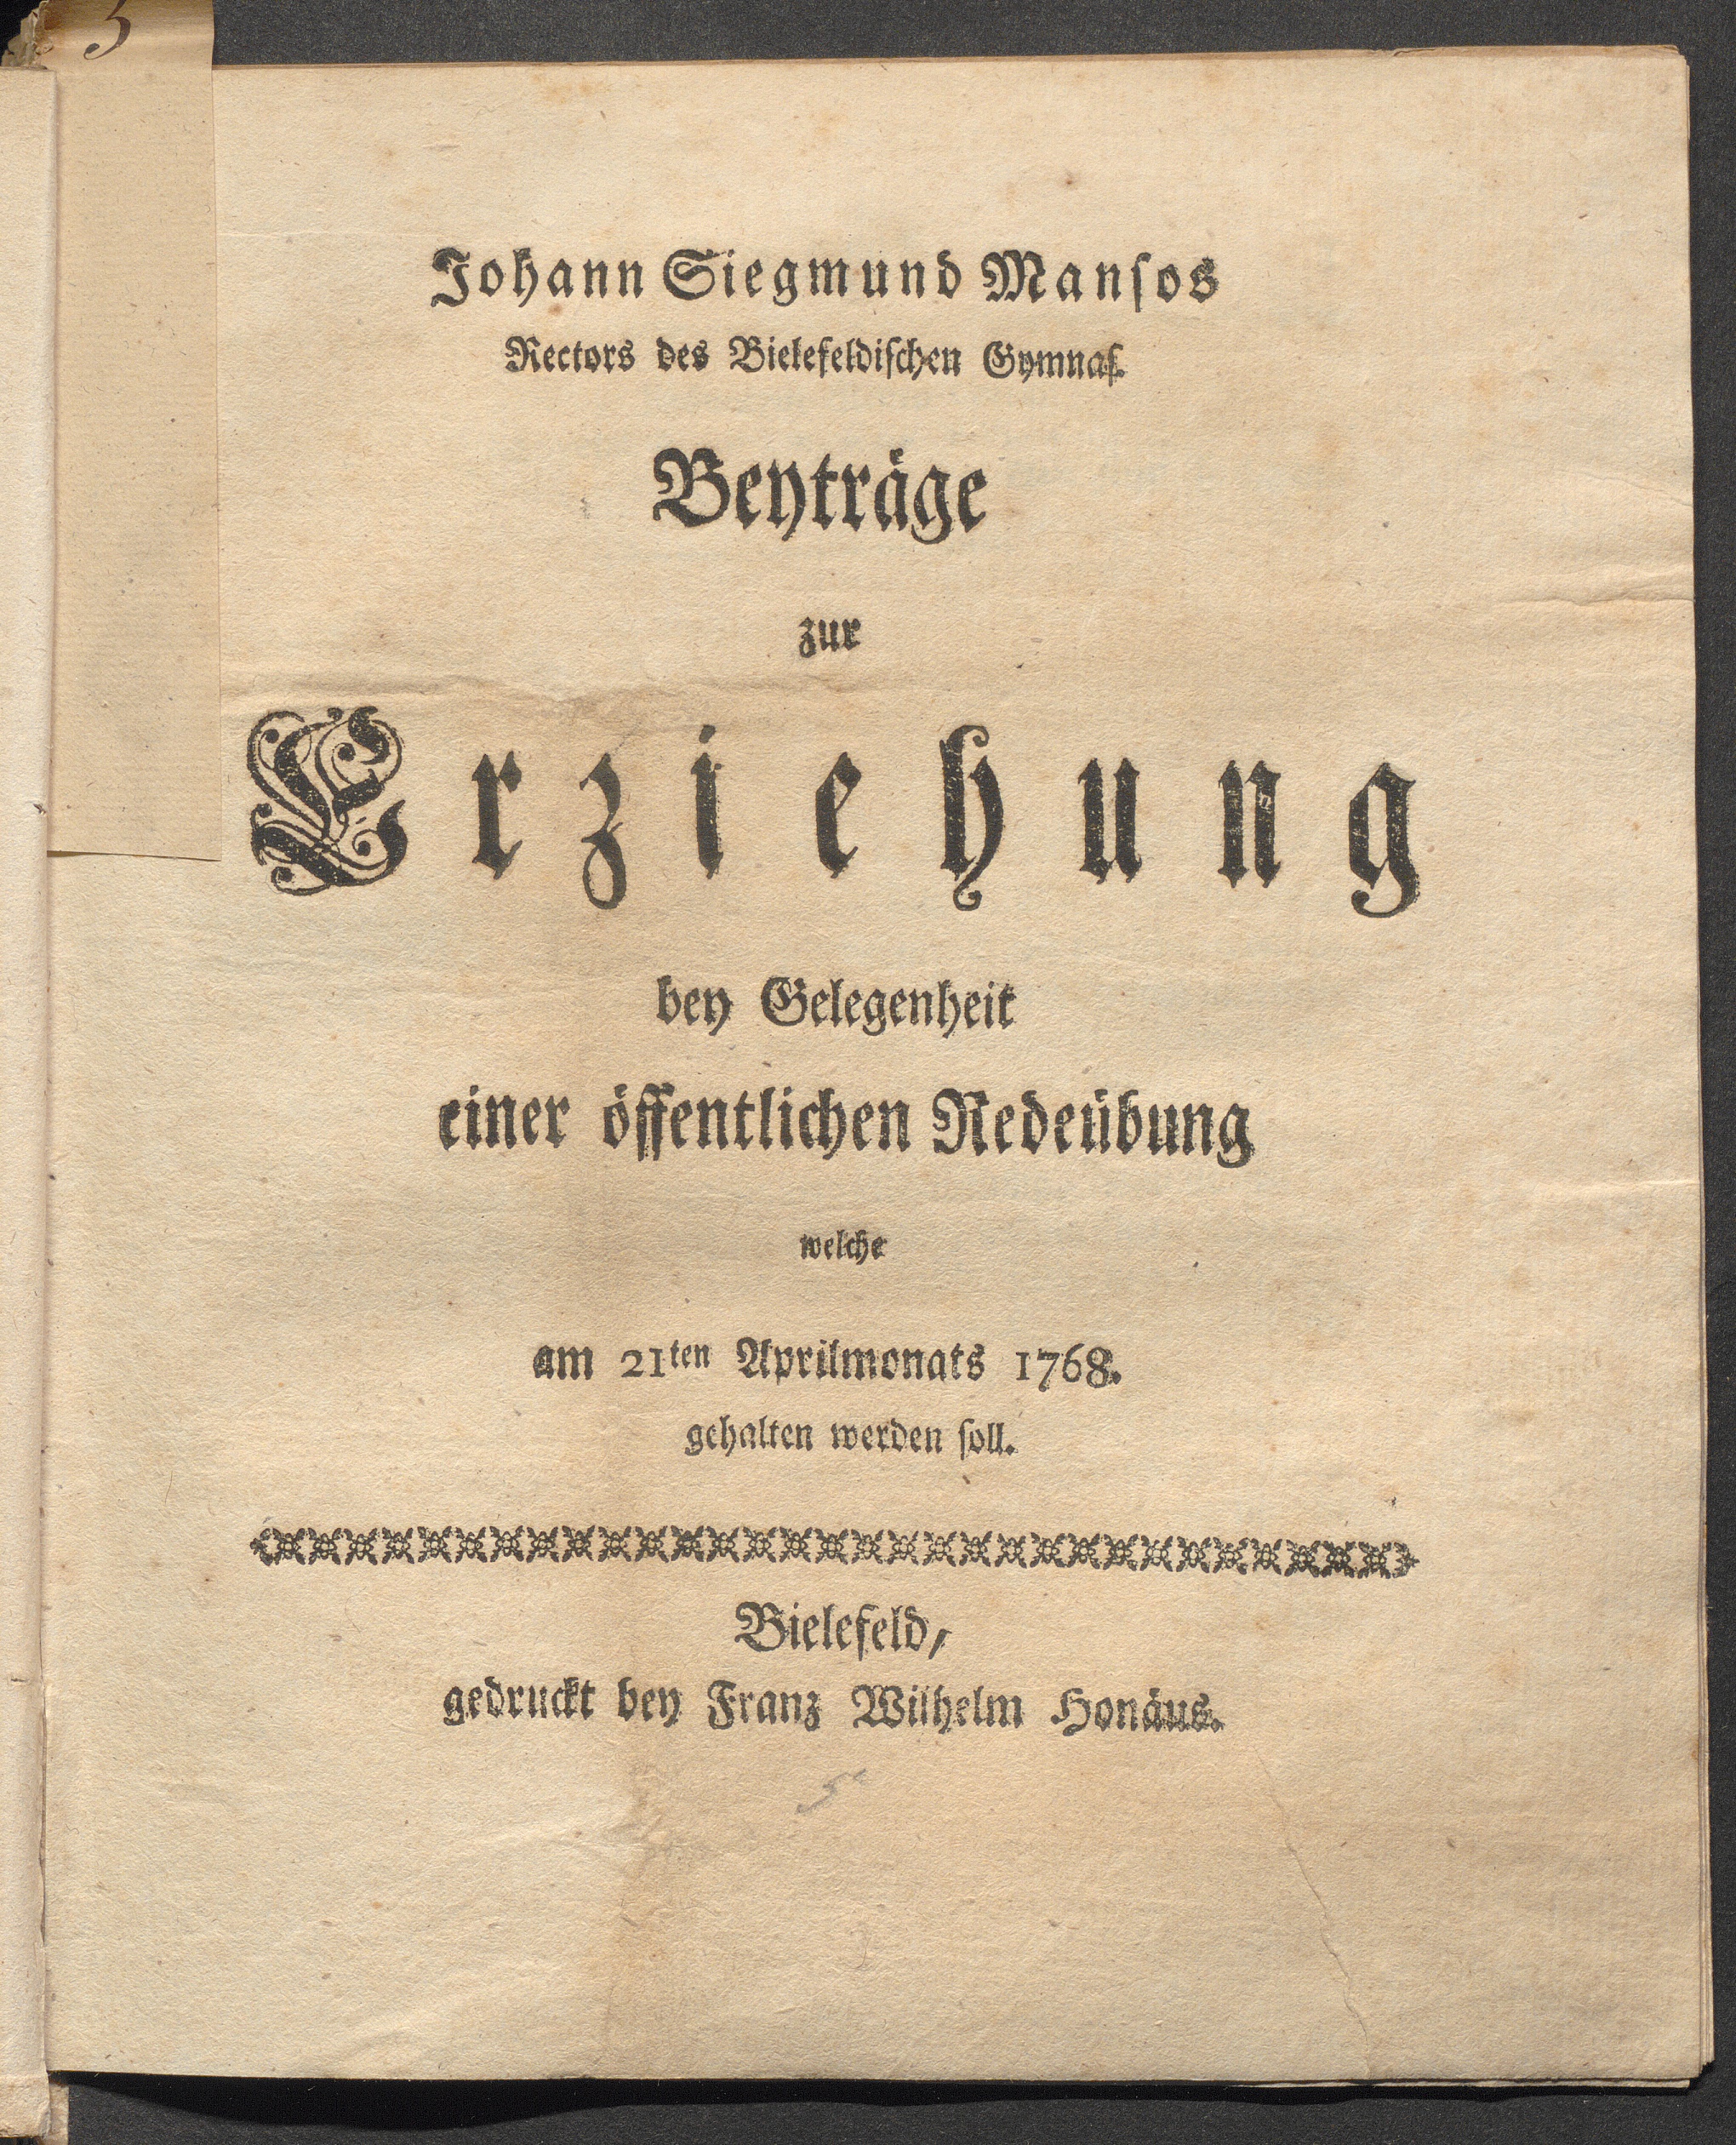 3
Johann Siegmund Manſos
Rectors des Bielefeldiſchen Gymnaſ.
Beyträge
zur
Erziehung
bey Gelegenheit
einer öffentlichen Redeübung
welche
am 21ten Aprilmonats 1768.
gehalten werden ſoll.
Bielefeld,
gedruckt bey Franz Wilhelm Honäus.